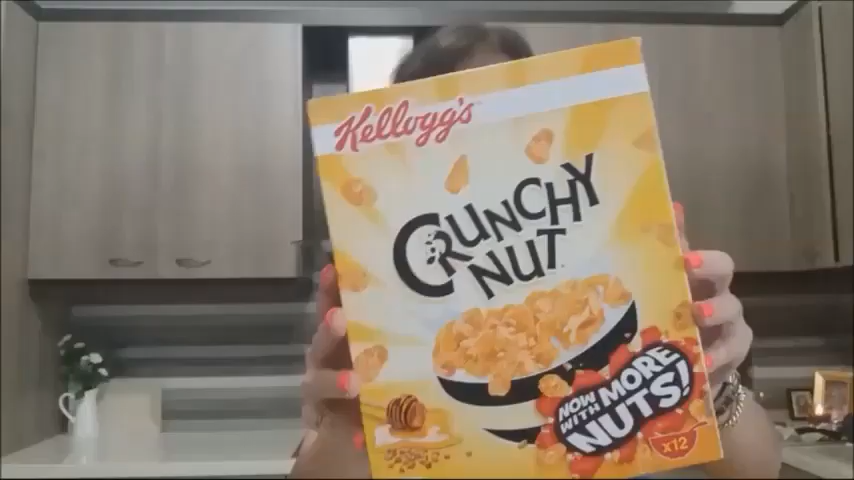 Kellogg's
CRUNCHY
NUT
NOW
WITH MORE
NUTS!
x12